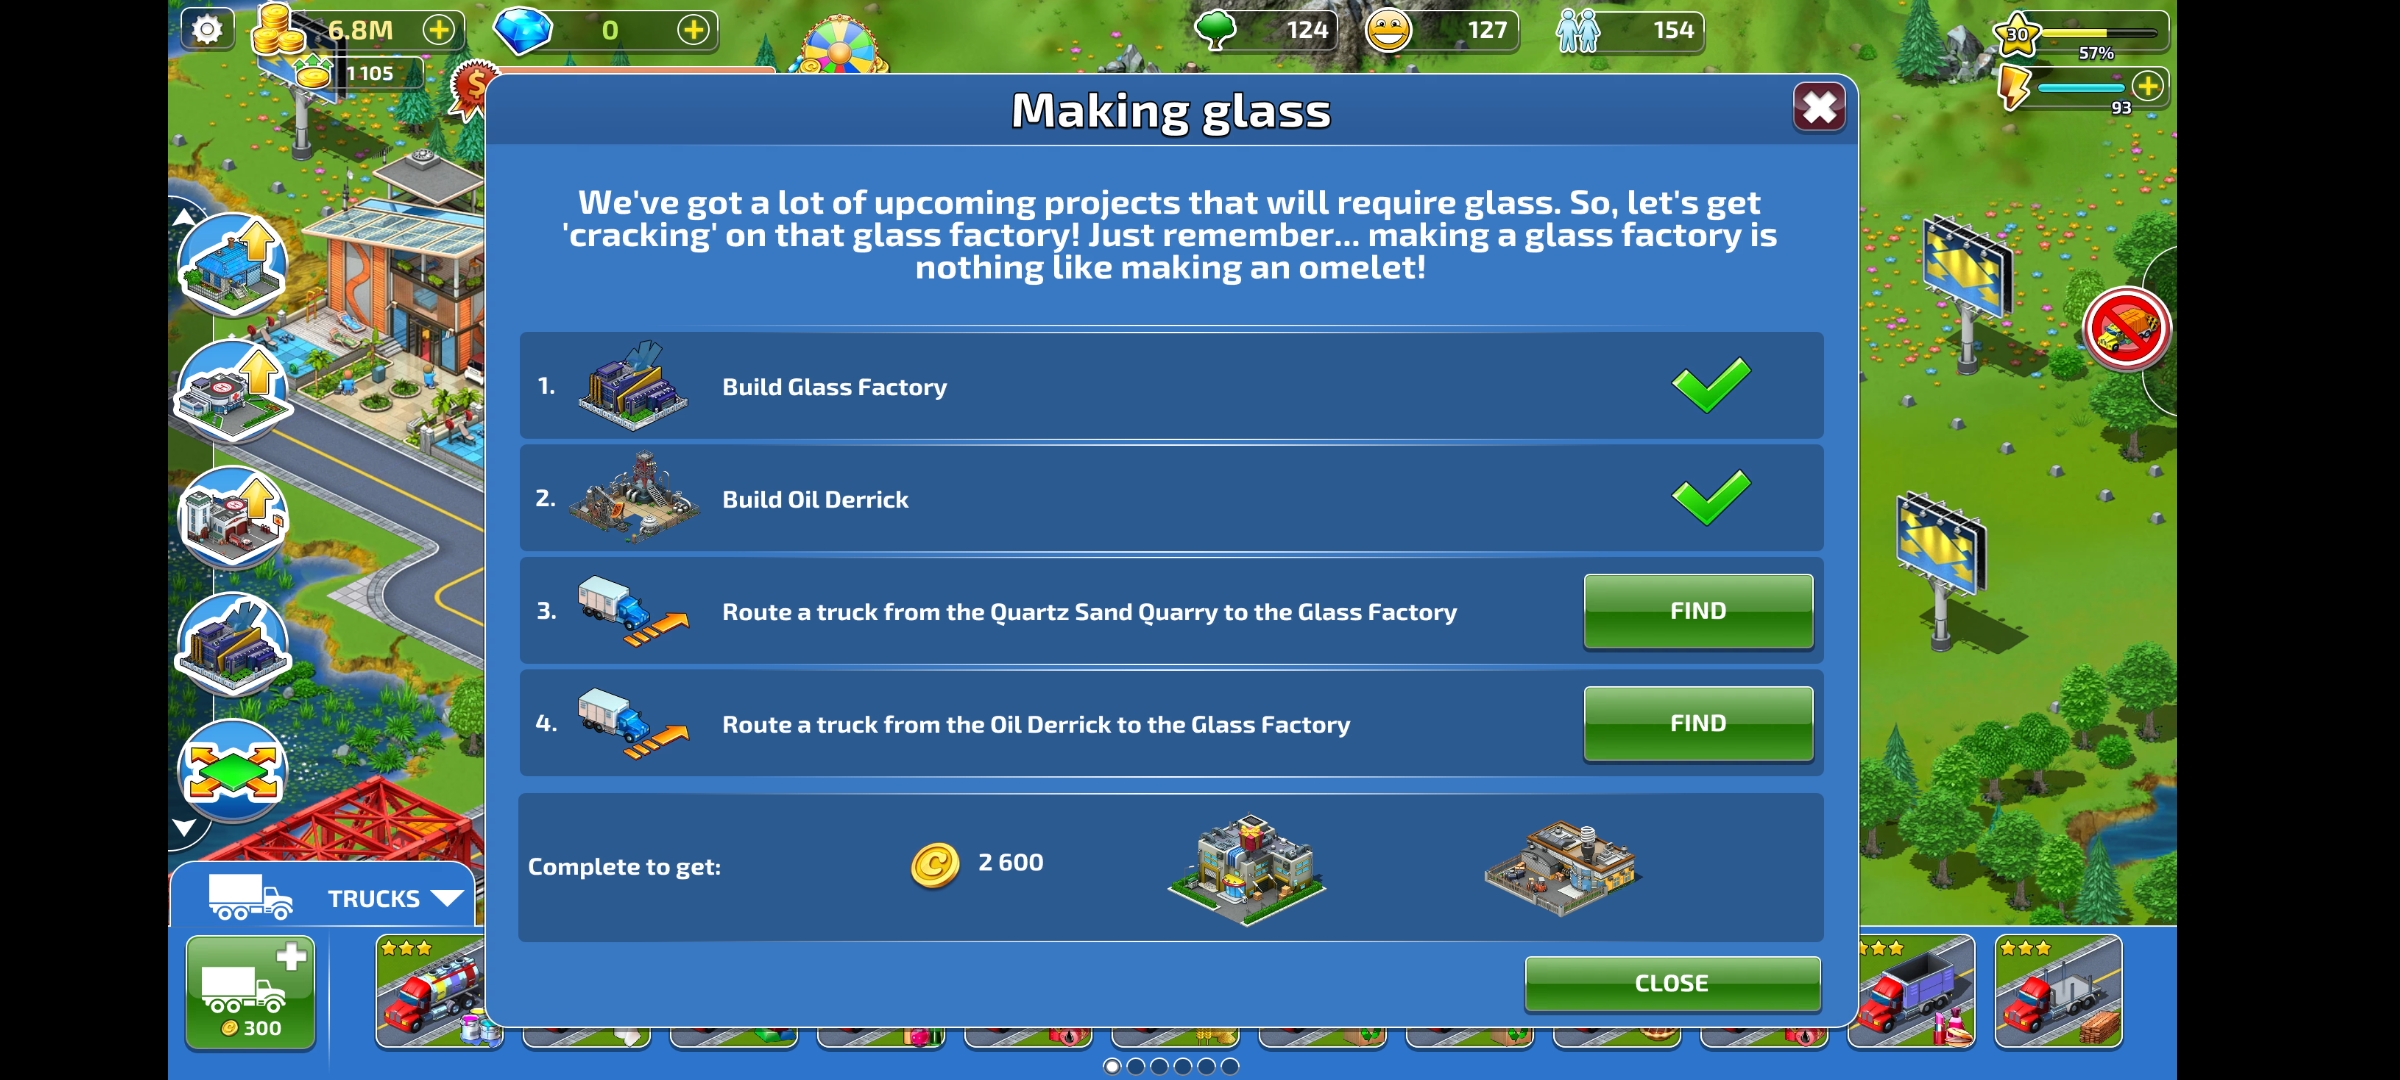 6.8M
0
124
127
154
30
57%
1 105
93
Making glass
We've got a lot of upcoming projects that will require glass. So, let's get
'cracking' on that glass factory! Just remember... making a glass factory is
nothing like making an omelet!
1. Build Glass Factory
2. Build Oil Derrick
3. Route a truck from the Quartz Sand Quarry to the Glass Factory FIND
4. Route a truck from the Oil Derrick to the Glass Factory FIND
Complete to get: 2 600
TRUCKS
CLOSE
300